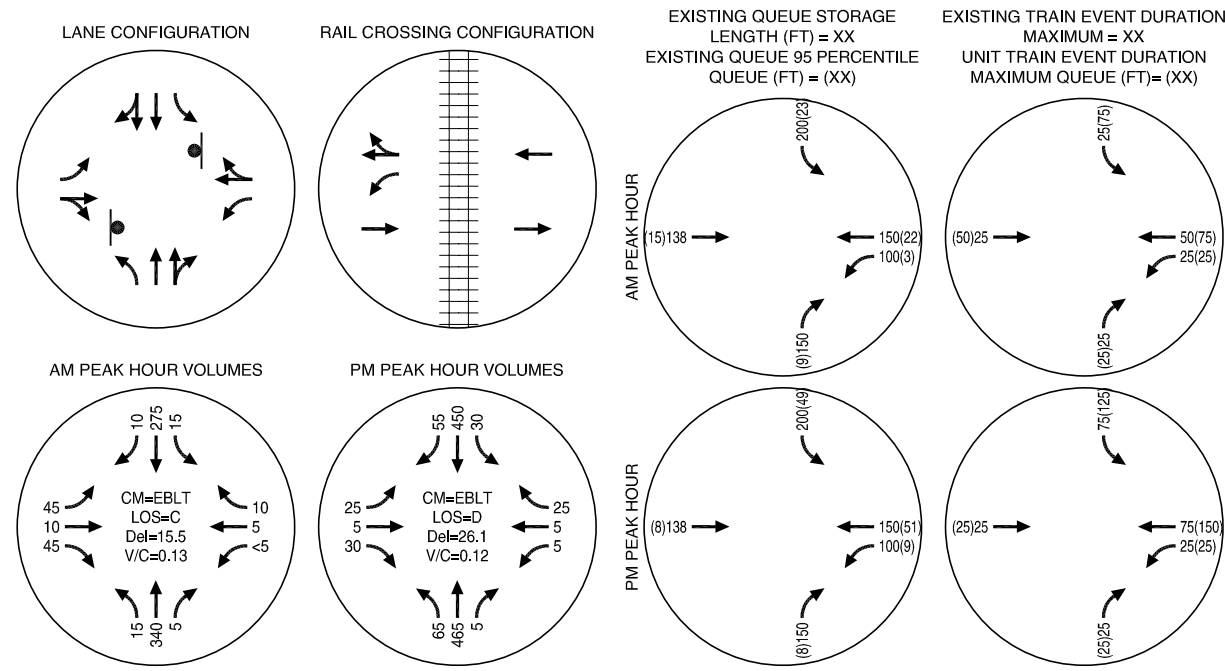 LANE CONFIGURATION
RAIL CROSSING CONFIGURATION
EXISTING QUEUE STORAGE
LENGTH (FT) = XX
EXISTING QUEUE 95 PERCENTILE
QUEUE (FT) = (XX)
EXISTING TRAIN EVENT DURATION
MAXIMUM = XX
UNIT TRAIN EVENT DURATION
MAXIMUM QUEUE (FT)= (XX)
AM PEAK HOUR
200(23)
(15)138
150(22)
100(3)
(9)150
25(75)
(50)25
50(75)
25(25)
(25)25
AM PEAK HOUR VOLUMES
10
275
15
45
10
45
CM=EBLT
LOS=C
Del=15.5
V/C=0.13
10
5
<5
15
340
5
PM PEAK HOUR VOLUMES
55
450
30
25
5
30
CM=EBLT
LOS=D
Del=26.1
V/C=0.12
25
5
5
65
465
5
PM PEAK HOUR
200(49)
(8)138
150(51)
100(9)
(8)150
75(125)
(25)25
75(150)
25(25)
(25)25